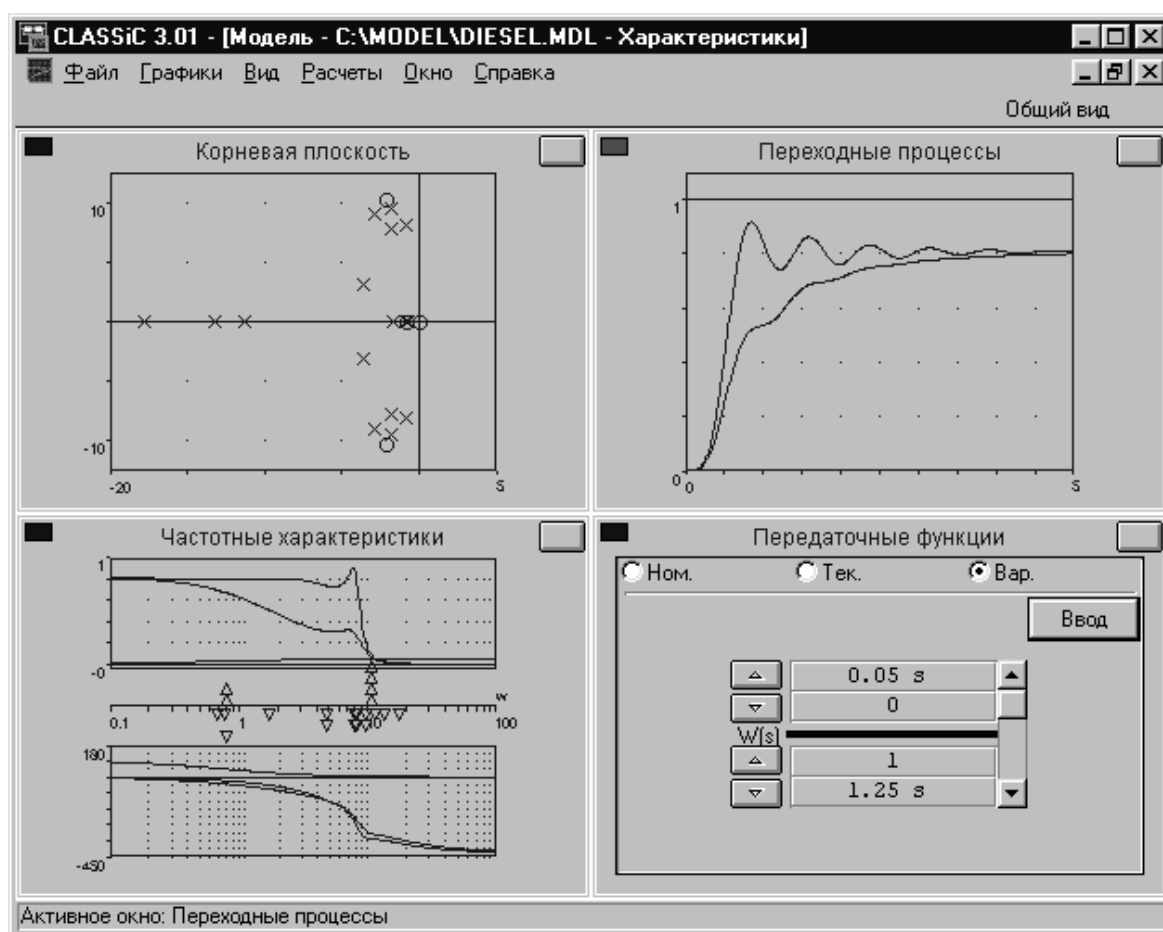 CLASSiC 3.01 - [Модель - C:\MODEL\DIESEL.MDL - Характеристики]
Файл Графики Вид Расчеты Окно Справка
Общий вид
Корневая плоскость
10
-10
-20
s
Переходные процессы
1
0
0
s
Частотные характеристики
1
-0
w
0.1
1
10
100
180
-450
Передаточные функции
Ном. Тек. Вар.
Ввод
0.05 s
0
W(s)
1
1.25 s
Активное окно: Переходные процессы